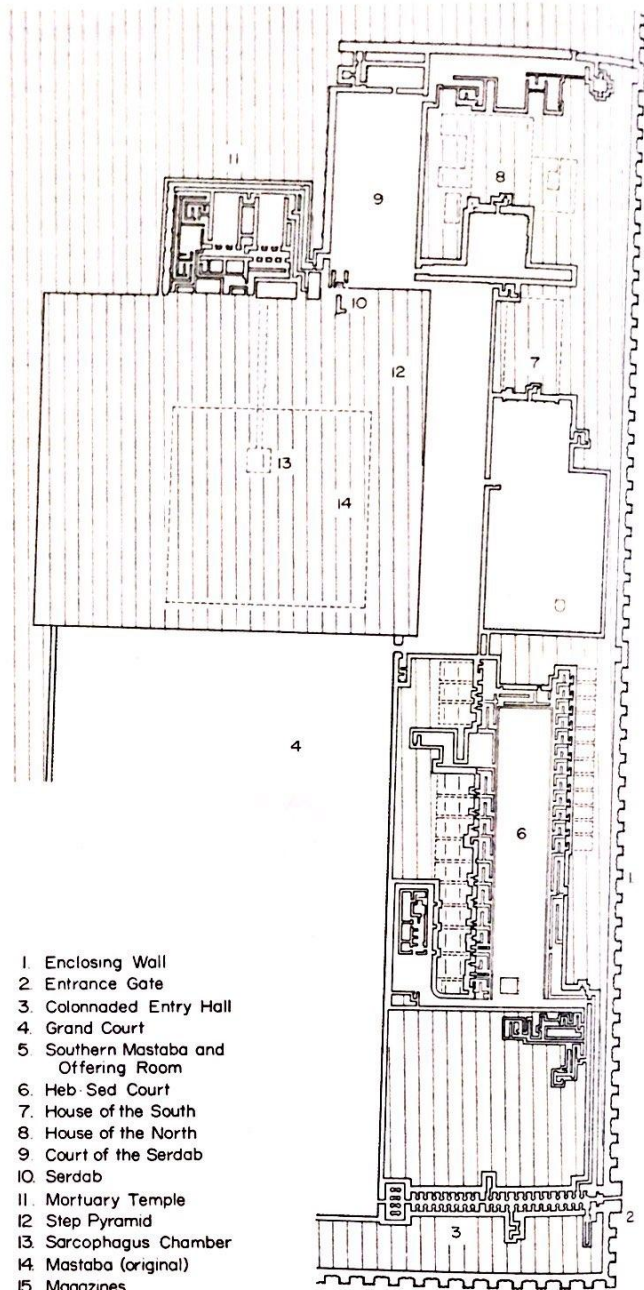 11
8
9
10
7
12
13
14
4
6
1
1. Enclosing Wall
2. Entrance Gate
3. Colonnaded Entry Hall
4. Grand Court
5. Southern Mastaba and
Offering Room
6. Heb-Sed Court
7. House of the South
8. House of the North
9. Court of the Serdab
10. Serdab
11. Mortuary Temple
12 Step Pyramid
13. Sarcophagus Chamber
14. Mastaba (original)
15. Magazines
3
2